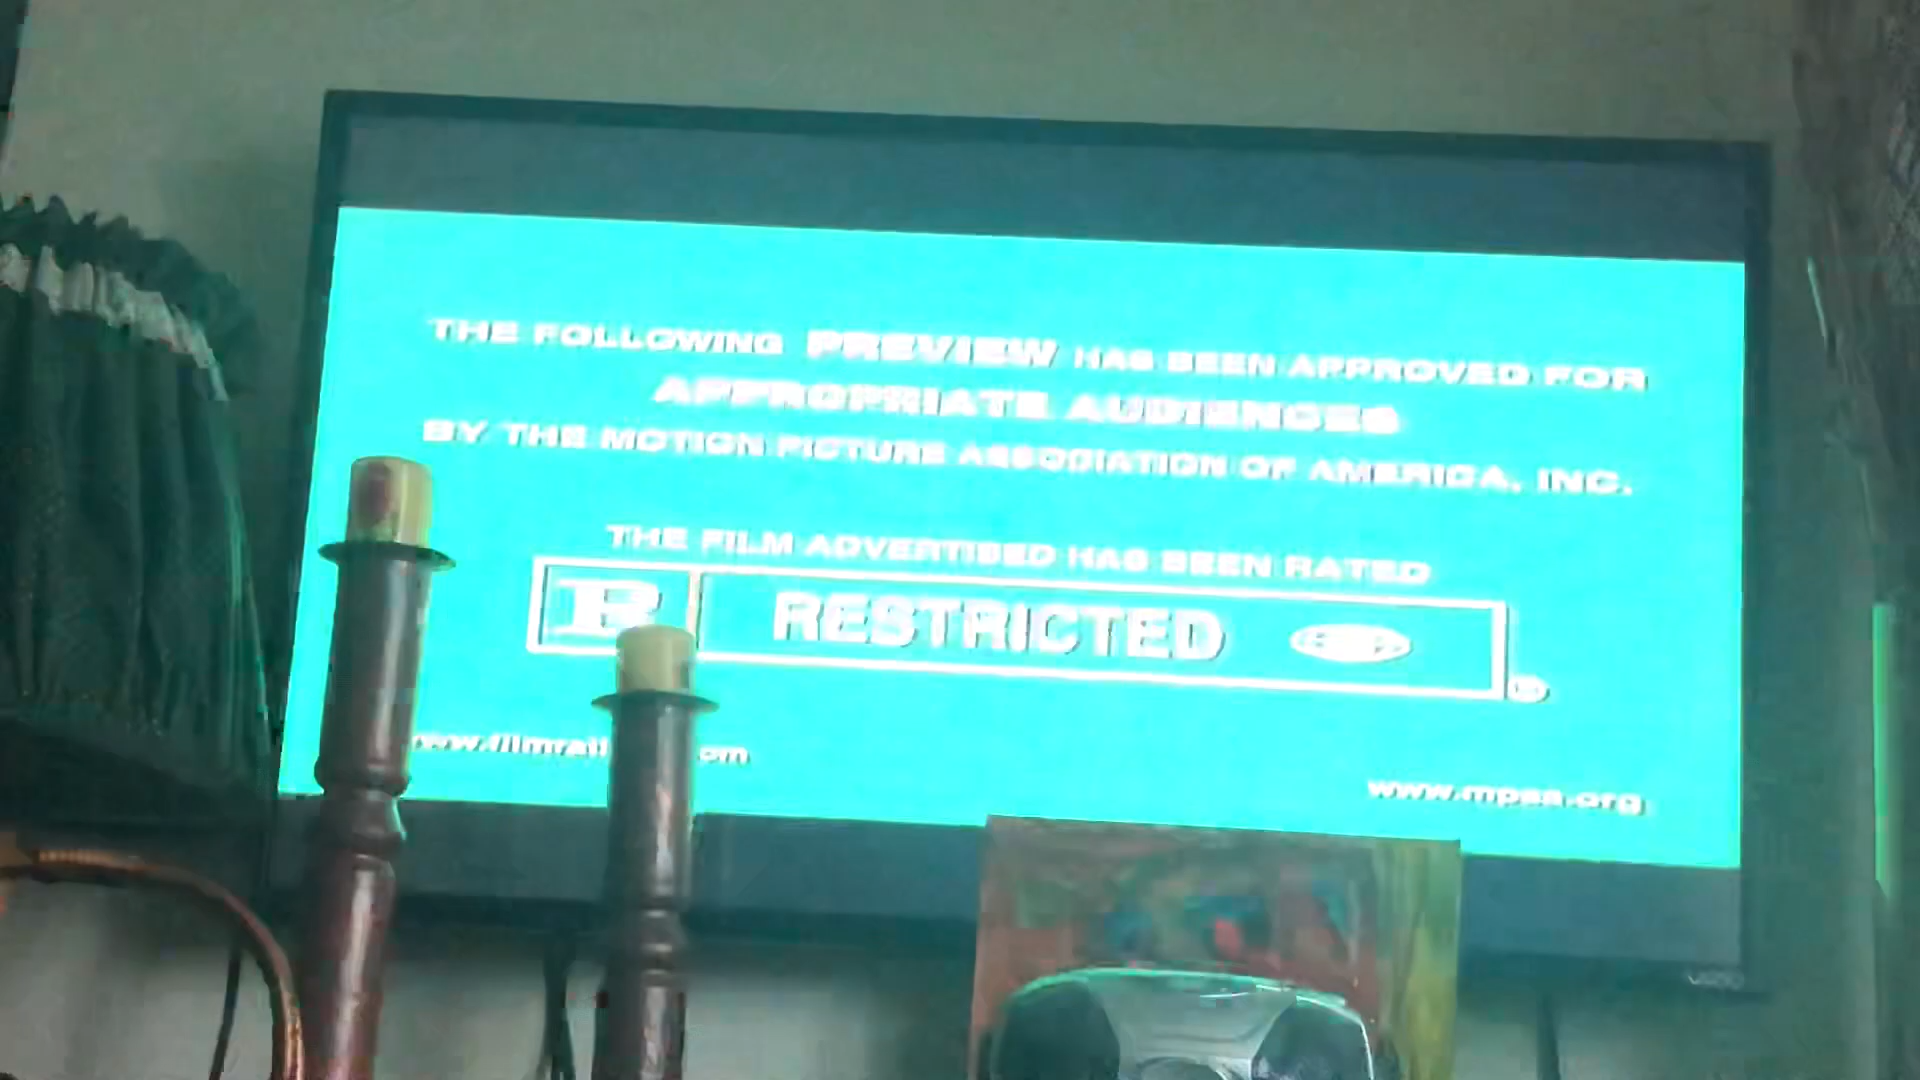 THE FOLLOWING PREVIEW HAS BEEN APPROVED FOR
APPROPRIATE AUDIENCES
BY THE MOTION PICTURE ASSOCIATION OF AMERICA, INC.
THE FILM ADVERTISED HAS BEEN RATED
R RESTRICTED
www.mpaa.org
VIZIO